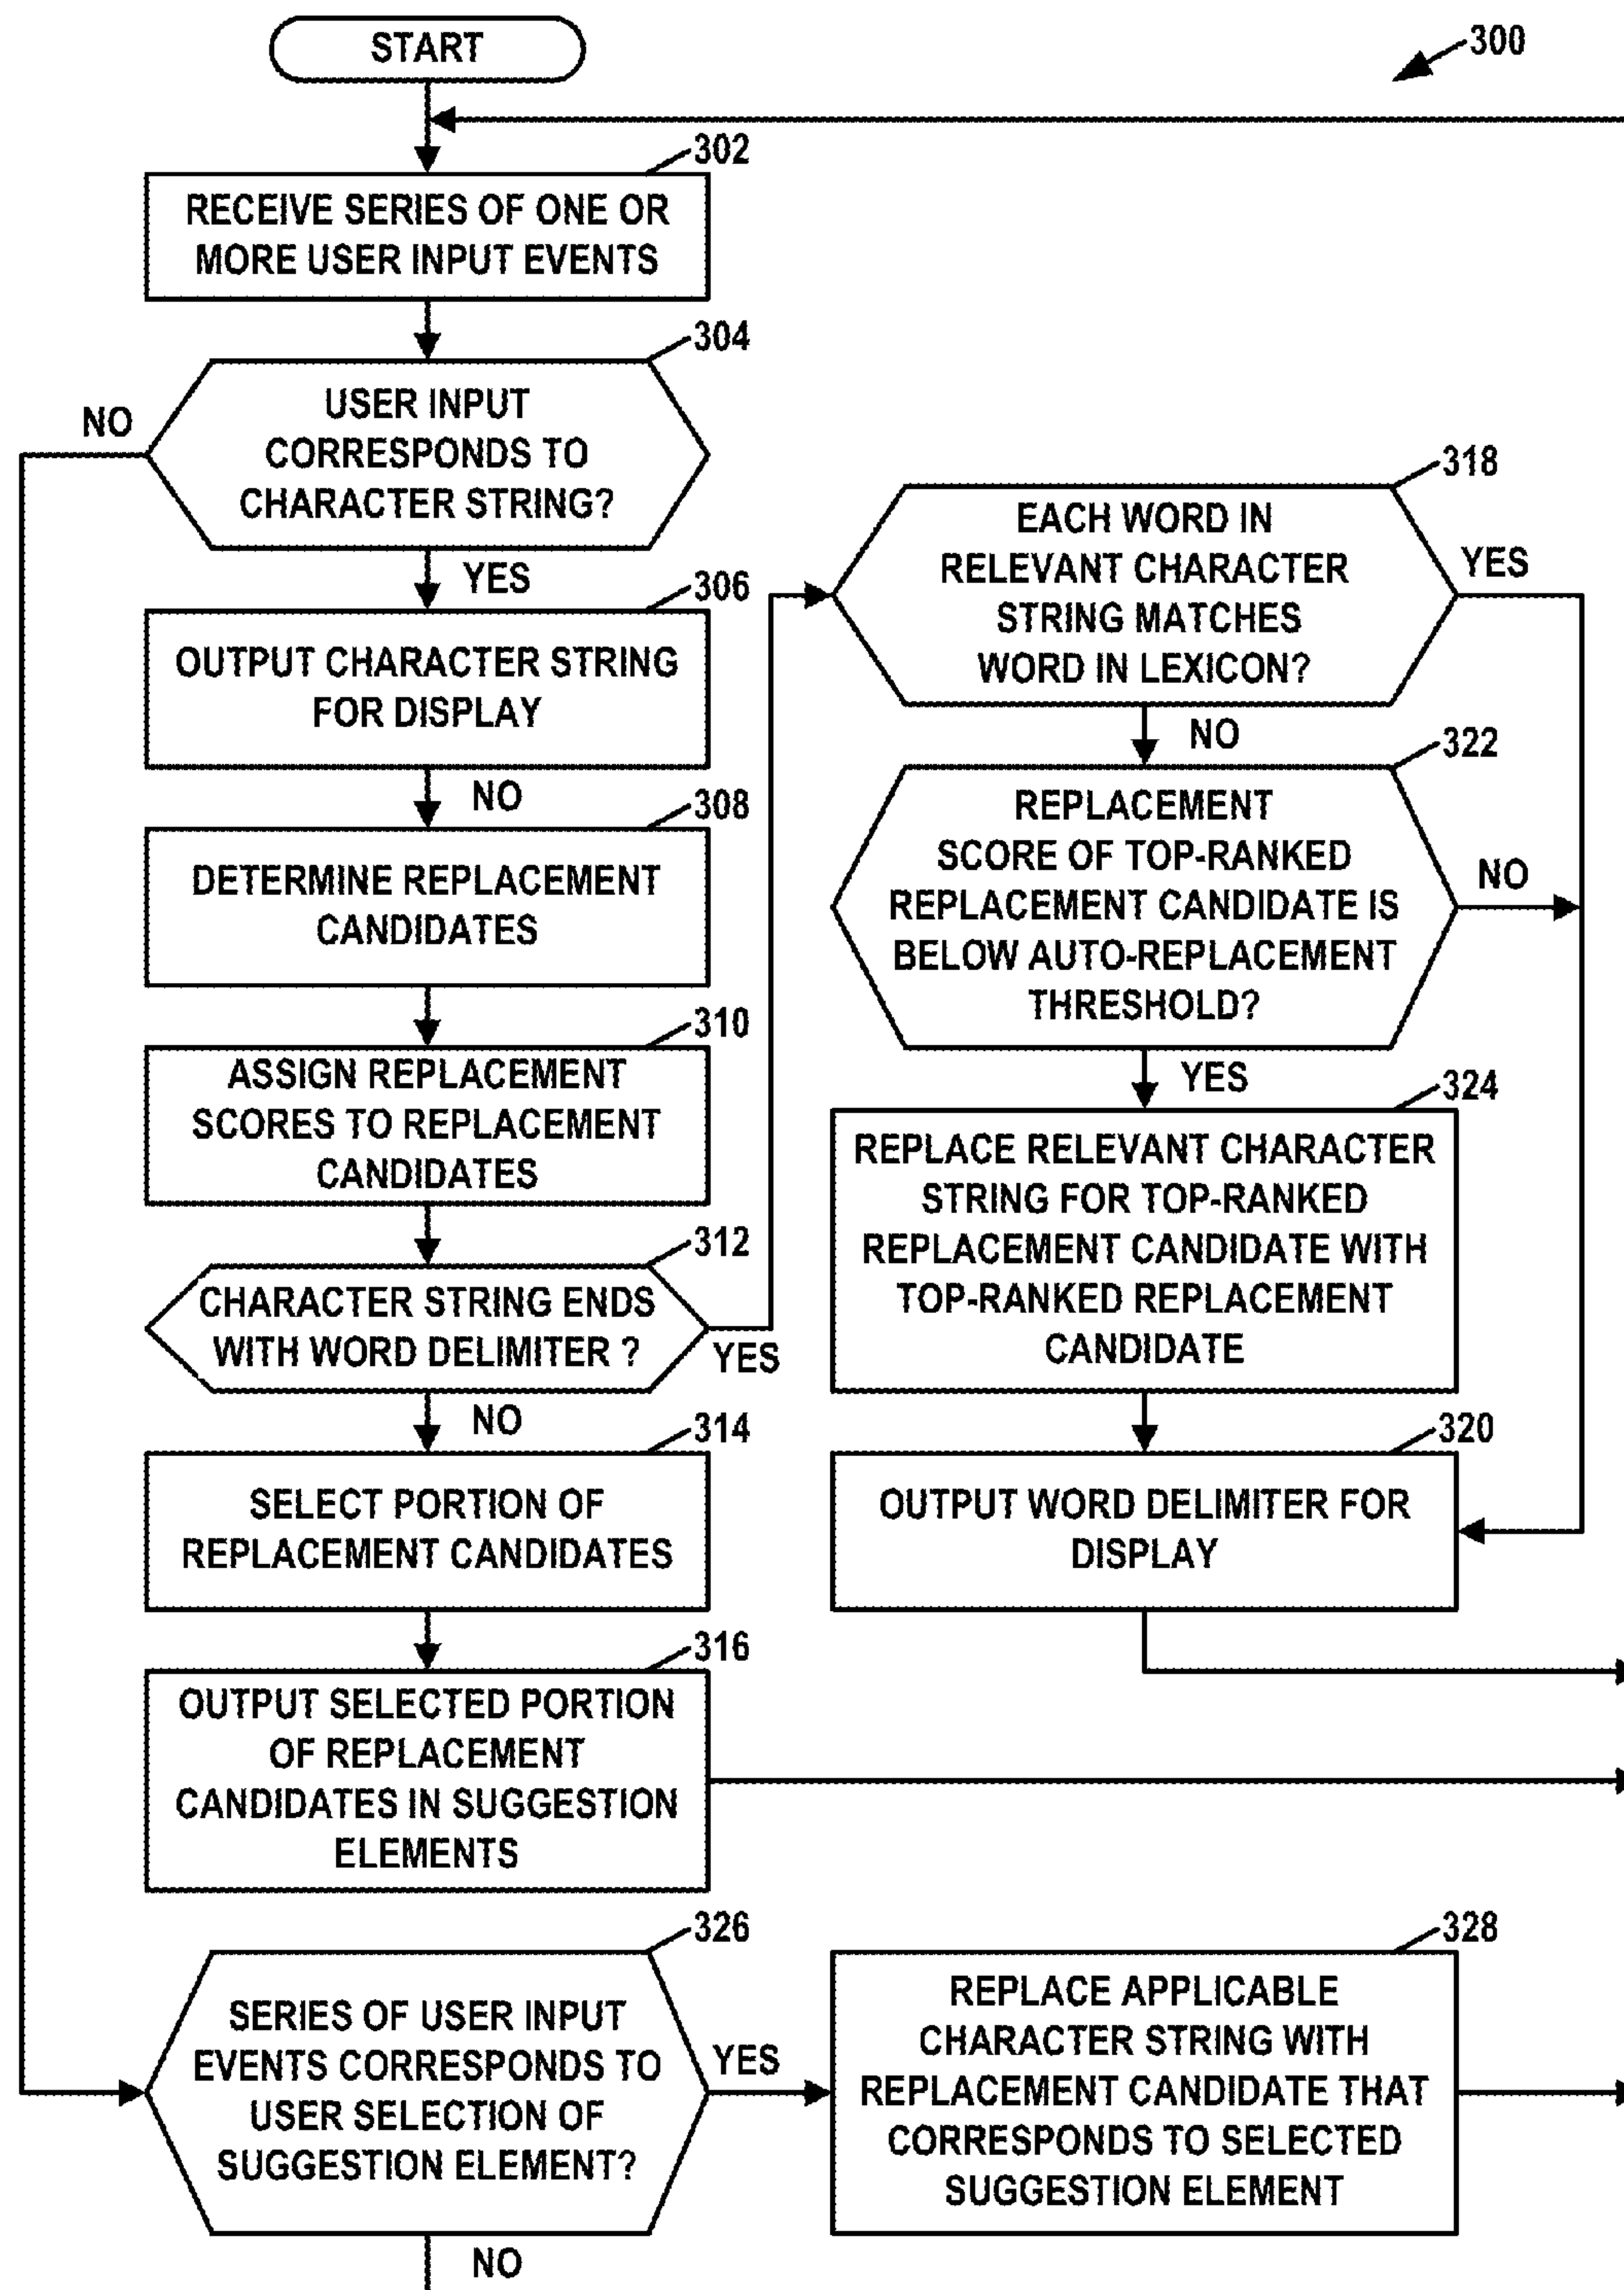 START
300
302
RECEIVE SERIES OF ONE OR
MORE USER INPUT EVENTS
304
USER INPUT
CORRESPONDS TO
CHARACTER STRING?
NO
YES
306
OUTPUT CHARACTER STRING
FOR DISPLAY
NO
308
DETERMINE REPLACEMENT
CANDIDATES
310
ASSIGN REPLACEMENT
SCORES TO REPLACEMENT
CANDIDATES
312
CHARACTER STRING ENDS
WITH WORD DELIMITER ?
YES
NO
314
SELECT PORTION OF
REPLACEMENT CANDIDATES
316
OUTPUT SELECTED PORTION
OF REPLACEMENT
CANDIDATES IN SUGGESTION
ELEMENTS
318
EACH WORD IN
RELEVANT CHARACTER
STRING MATCHES
WORD IN LEXICON?
YES
NO
322
REPLACEMENT
SCORE OF TOP-RANKED
REPLACEMENT CANDIDATE IS
BELOW AUTO-REPLACEMENT
THRESHOLD?
NO
YES
324
REPLACE RELEVANT CHARACTER
STRING FOR TOP-RANKED
REPLACEMENT CANDIDATE WITH
TOP-RANKED REPLACEMENT
CANDIDATE
320
OUTPUT WORD DELIMITER FOR
DISPLAY
326
SERIES OF USER INPUT
EVENTS CORRESPONDS TO
USER SELECTION OF
SUGGESTION ELEMENT?
YES
NO
328
REPLACE APPLICABLE
CHARACTER STRING WITH
REPLACEMENT CANDIDATE THAT
CORRESPONDS TO SELECTED
SUGGESTION ELEMENT